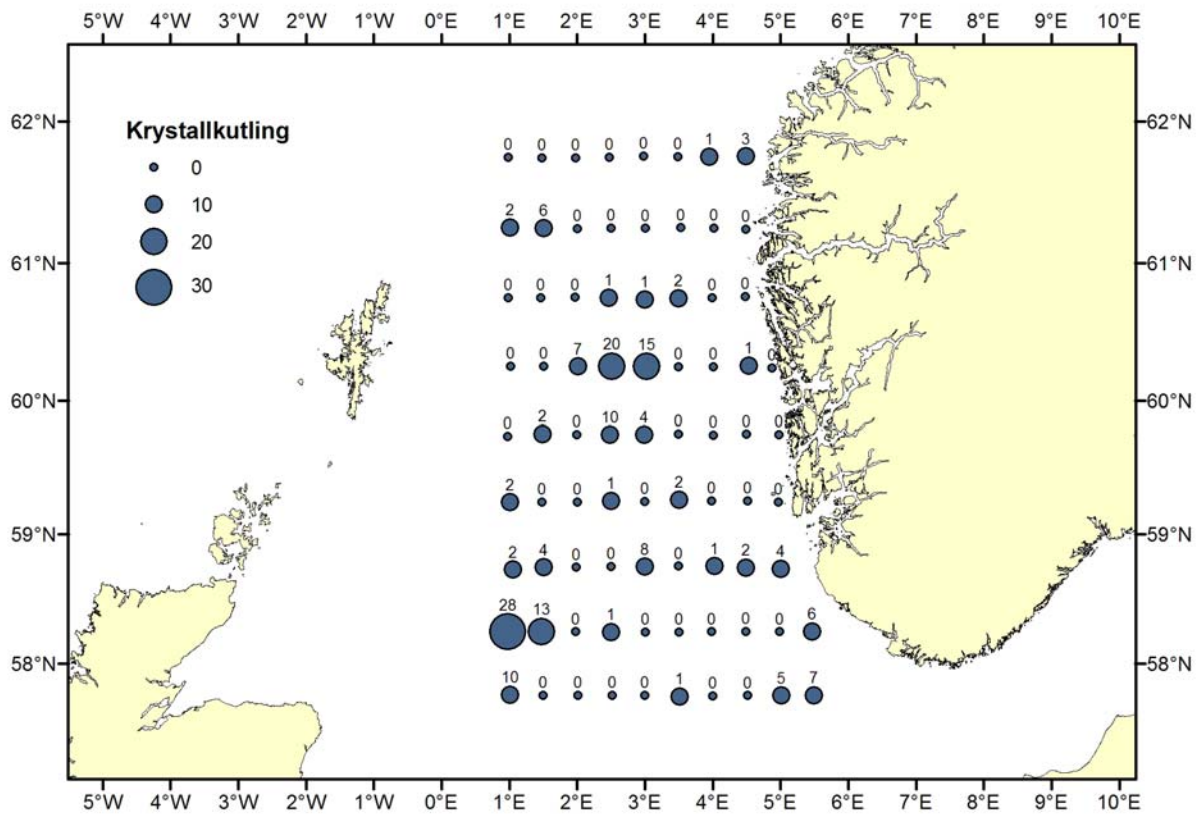 5°W 4°W 3°W 2°W 1°W 0°E 1°E 2°E 3°E 4°E 5°E 6°E 7°E 8°E 9°E 10°E
62°N 62°N
Krystallkutling
0
10
20
30
0 0 0 0 0 0 1 3
2 6 0 0 0 0 0 0
61°N 61°N
0 0 0 1 1 2 0 0
0 0 7 20 15 0 0 1 0
60°N 60°N
0 2 0 10 4 0 0 0 0
2 0 0 1 0 2 0 0 0
59°N 59°N
2 4 0 0 8 0 1 2 4
28 13 0 1 0 0 0 0 0 6
58°N 58°N
10 0 0 0 0 1 0 0 5 7
5°W 4°W 3°W 2°W 1°W 0°E 1°E 2°E 3°E 4°E 5°E 6°E 7°E 8°E 9°E 10°E